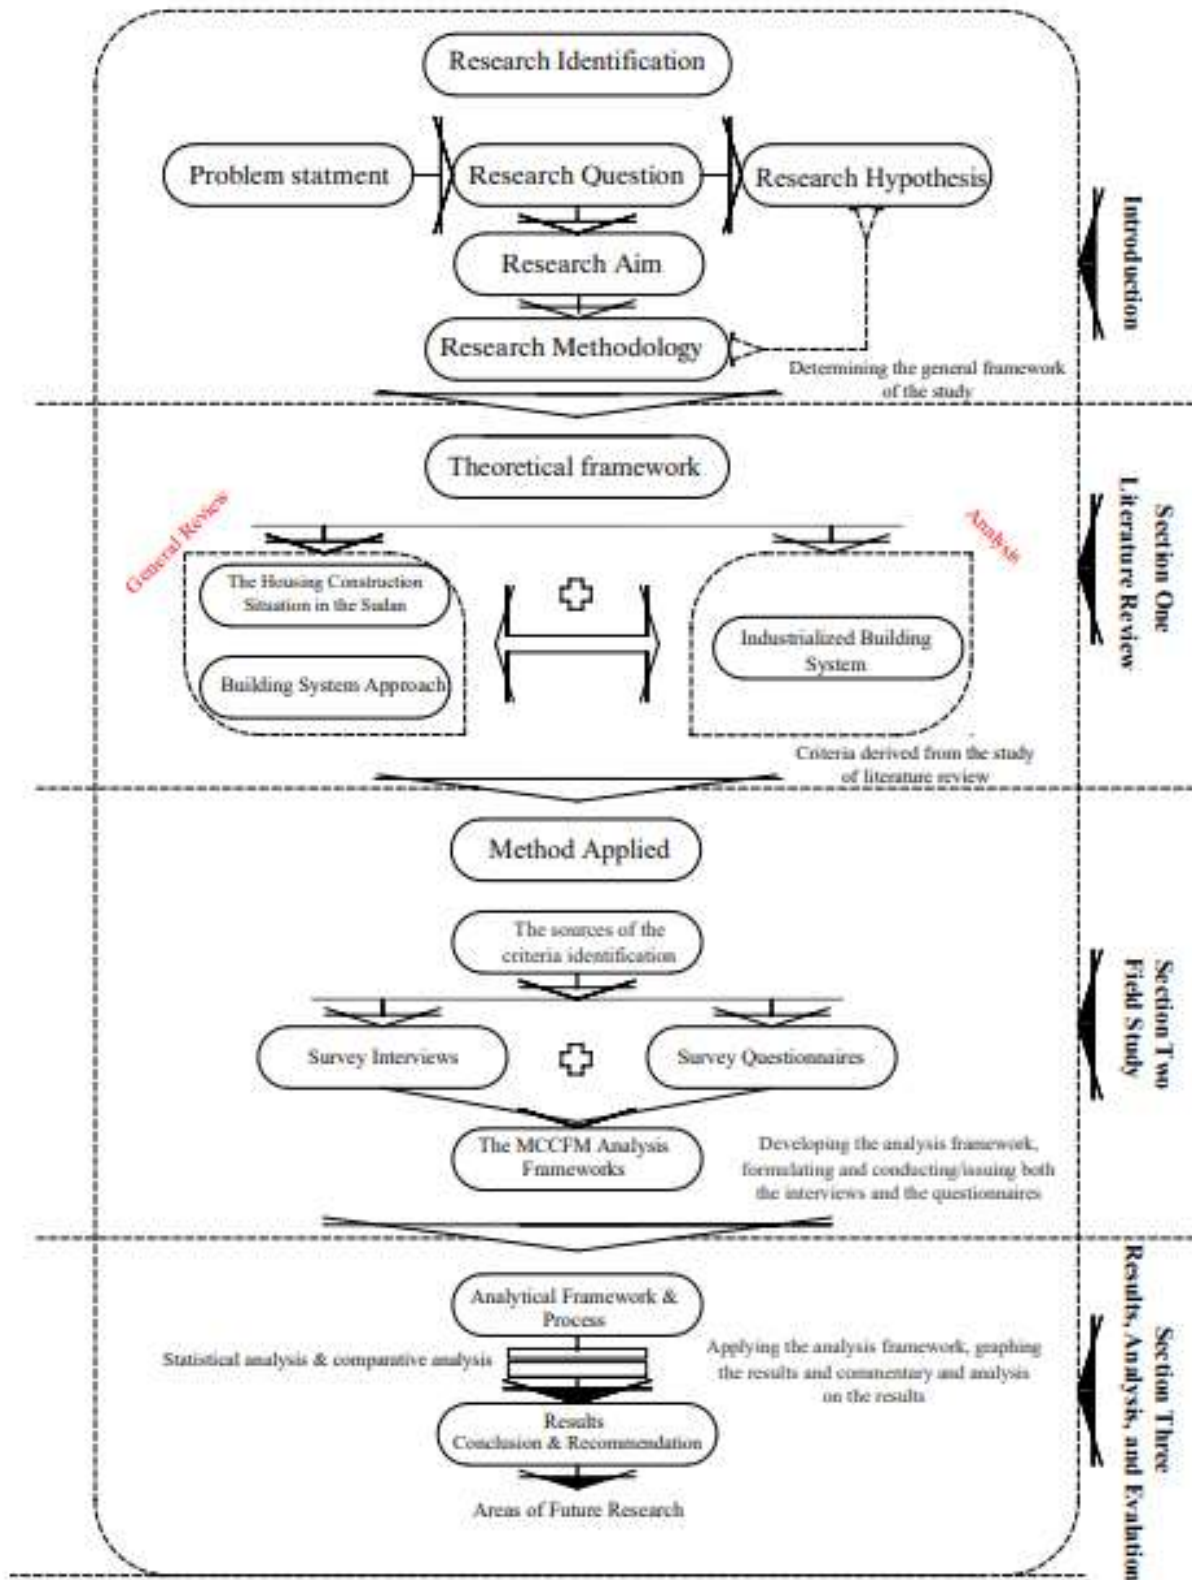 Research Identification
Problem statment
Research Question
Research Hypothesis
Research Aim
Research Methodology
Determining the general framework
of the study
Introduction
Theoretical framework
General Review
Analysis
The Housing Construction
Situation in the Sudan
Building System Approach
Industrialized Building
System
Criteria derived from the study
of literature review
Section One
Literature Review
Method Applied
The sources of the
criteria identification
Survey Interviews
Survey Questionnaires
The MCCFM Analysis
Frameworks
Developing the analysis framework,
formulating and conducting/issuing both
the interviews and the questionnaires
Section Two
Field Study
Analytical Framework &
Process
Statistical analysis & comparative analysis
Applying the analysis framework, graphing
the results and commentary and analysis
on the results
Results
Conclusion & Recommendation
Areas of Future Research
Section Three
Results, Analysis, and Evalation